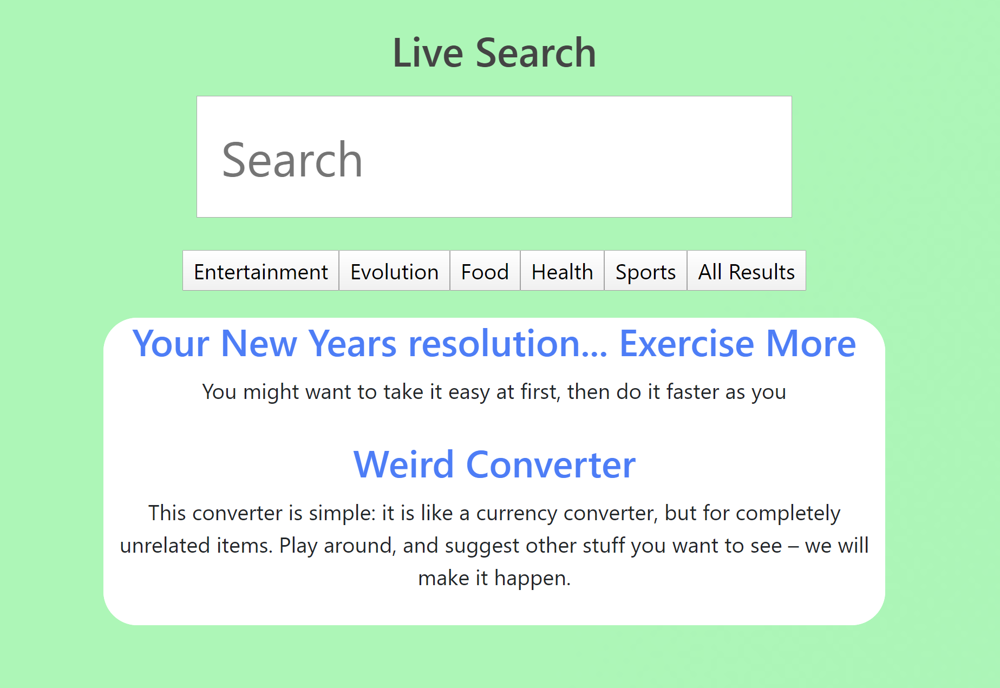 Live Search
Search
Entertainment Evolution Food Health Sports All Results
Your New Years resolution... Exercise More
You might want to take it easy at first, then do it faster as you
Weird Converter
This converter is simple: it is like a currency converter, but for completely
unrelated items. Play around, and suggest other stuff you want to see – we will
make it happen.